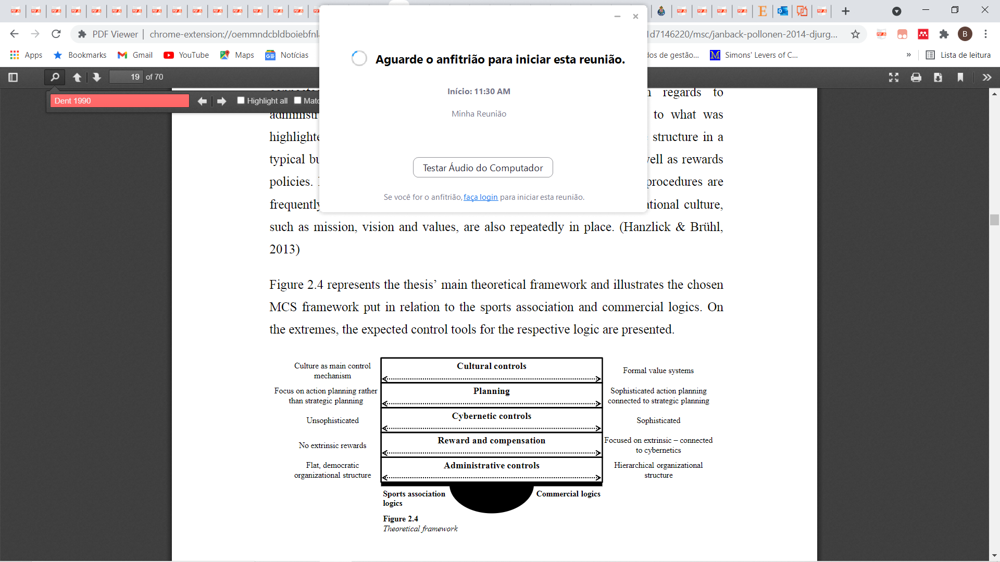 PDF Viewer
chrome-extension://oemmndcbldboiebfnl
1d7146220/msc/janback-pollonen-2014-djurg...
B
Apps
Bookmarks
Gmail
YouTube
Maps
Notícias
dos de gestão...
Simons' Levers of C...
»
Lista de leitura
19 of 70
Dent 1990
Highlight all
Aguarde o anfitrião para iniciar esta reunião.
Início: 11:30 AM
Minha Reunião
Testar Áudio do Computador
Se você for o anfitrião, faça login para iniciar esta reunião.
regards to
to what was
highlighte
structure in a
typical bu
well as rewards
policies.
procedures are
frequently
ational culture,
such as mission, vision and values, are also repeatedly in place. (Hanzlick & Brühl,
2013)
Figure 2.4 represents the thesis’ main theoretical framework and illustrates the chosen
MCS framework put in relation to the sports association and commercial logics. On
the extremes, the expected control tools for the respective logic are presented.
Culture as main control
mechanism
Cultural controls
Formal value systems
Focus on action planning rather
than strategic planning
Planning
Sophisticated action planning
connected to strategic planning
Unsophisticated
Cybernetic controls
Sophisticated
No extrinsic rewards
Reward and compensation
Focused on extrinsic – connected
to cybernetics
Flat, democratic
organizational structure
Administrative controls
Hierarchical organizational
structure
Sports association
logics
Commercial logics
Figure 2.4
Theoretical framework